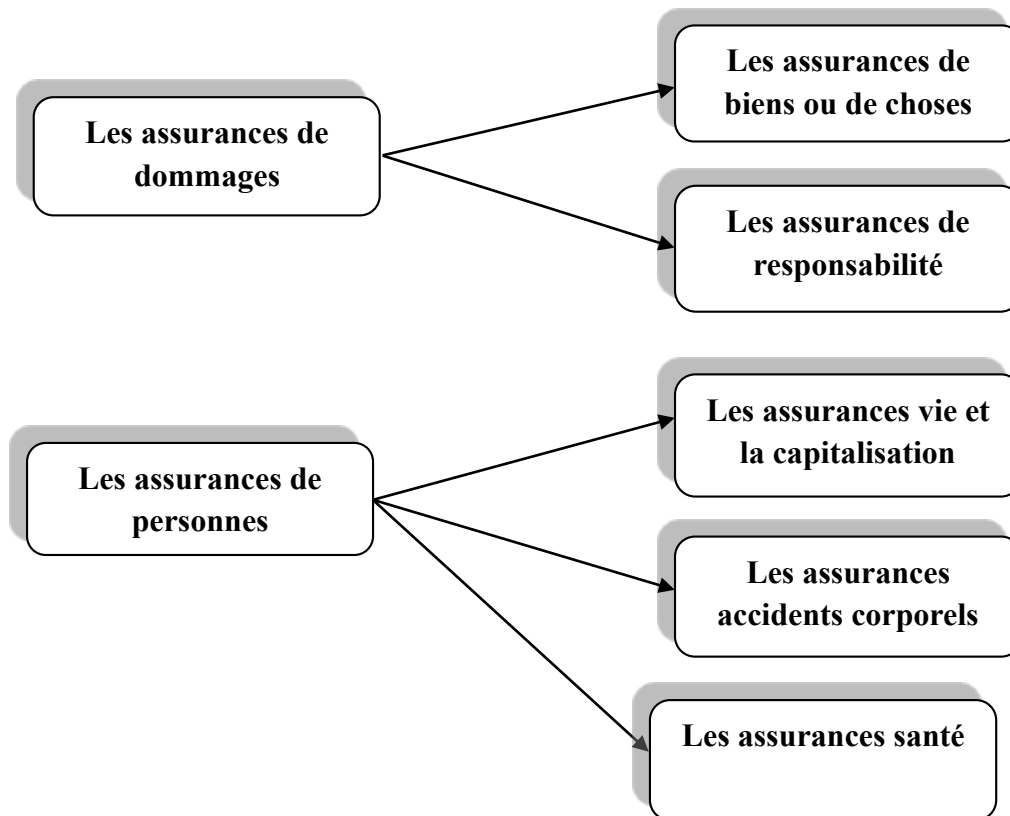 Les assurances de
dommages
Les assurances de
biens ou de choses
Les assurances de
responsabilité
Les assurances de
personnes
Les assurances vie et
la capitalisation
Les assurances
accidents corporels
Les assurances santé